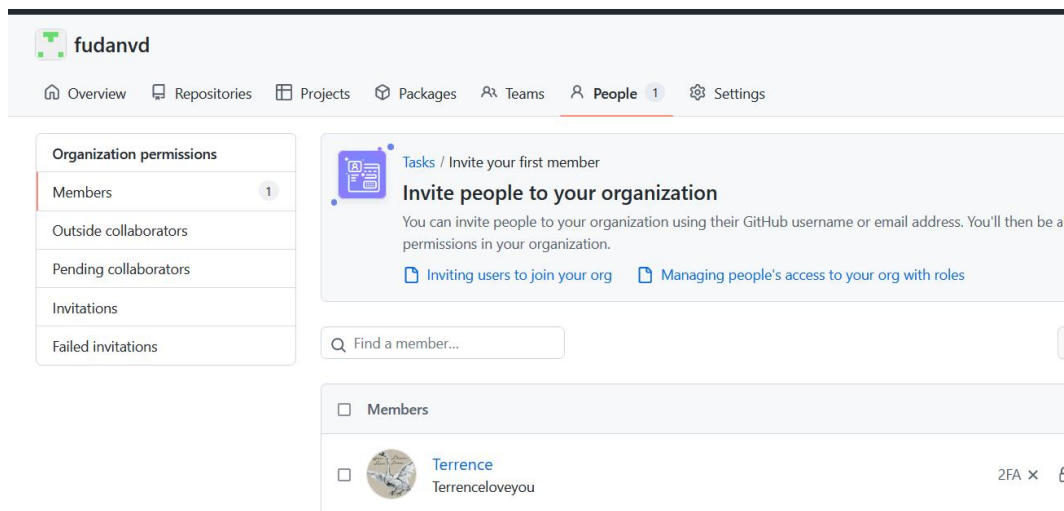 fudanvd
Overview Repositories Projects Packages Teams People 1 Settings
Organization permissions
Members 1
Outside collaborators
Pending collaborators
Invitations
Failed invitations
Tasks / Invite your first member
Invite people to your organization
You can invite people to your organization using their GitHub username or email address. You'll then be a
permissions in your organization.
Inviting users to join your org Managing people's access to your org with roles
Find a member...
Members
Terrence
Terrenceloveyou
2FA ×